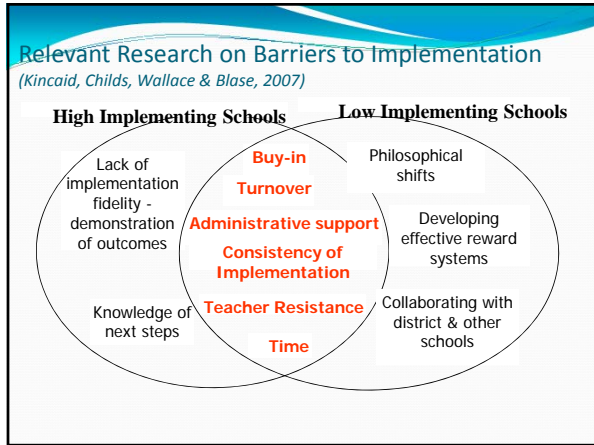 Relevant Research on Barriers to Implementation
(Kincaid, Childs, Wallace & Blase, 2007)
High Implementing Schools
Low Implementing Schools
Lack of
implementation
fidelity -
demonstration
of outcomes
Knowledge of
next steps
Buy-in
Turnover
Administrative support
Consistency of
Implementation
Teacher Resistance
Time
Philosophical
shifts
Developing
effective reward
systems
Collaborating with
district & other
schools